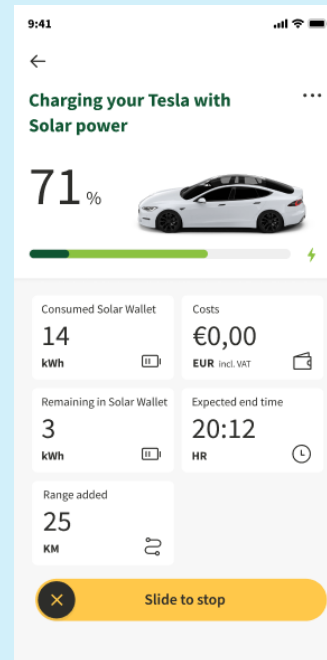 9:41
Charging your Tesla with
Solar power
71 %
Consumed Solar Wallet
14
kWh
Costs
€0,00
EUR incl. VAT
Remaining in Solar Wallet
3
kWh
Expected end time
20:12
HR
Range added
25
KM
Slide to stop